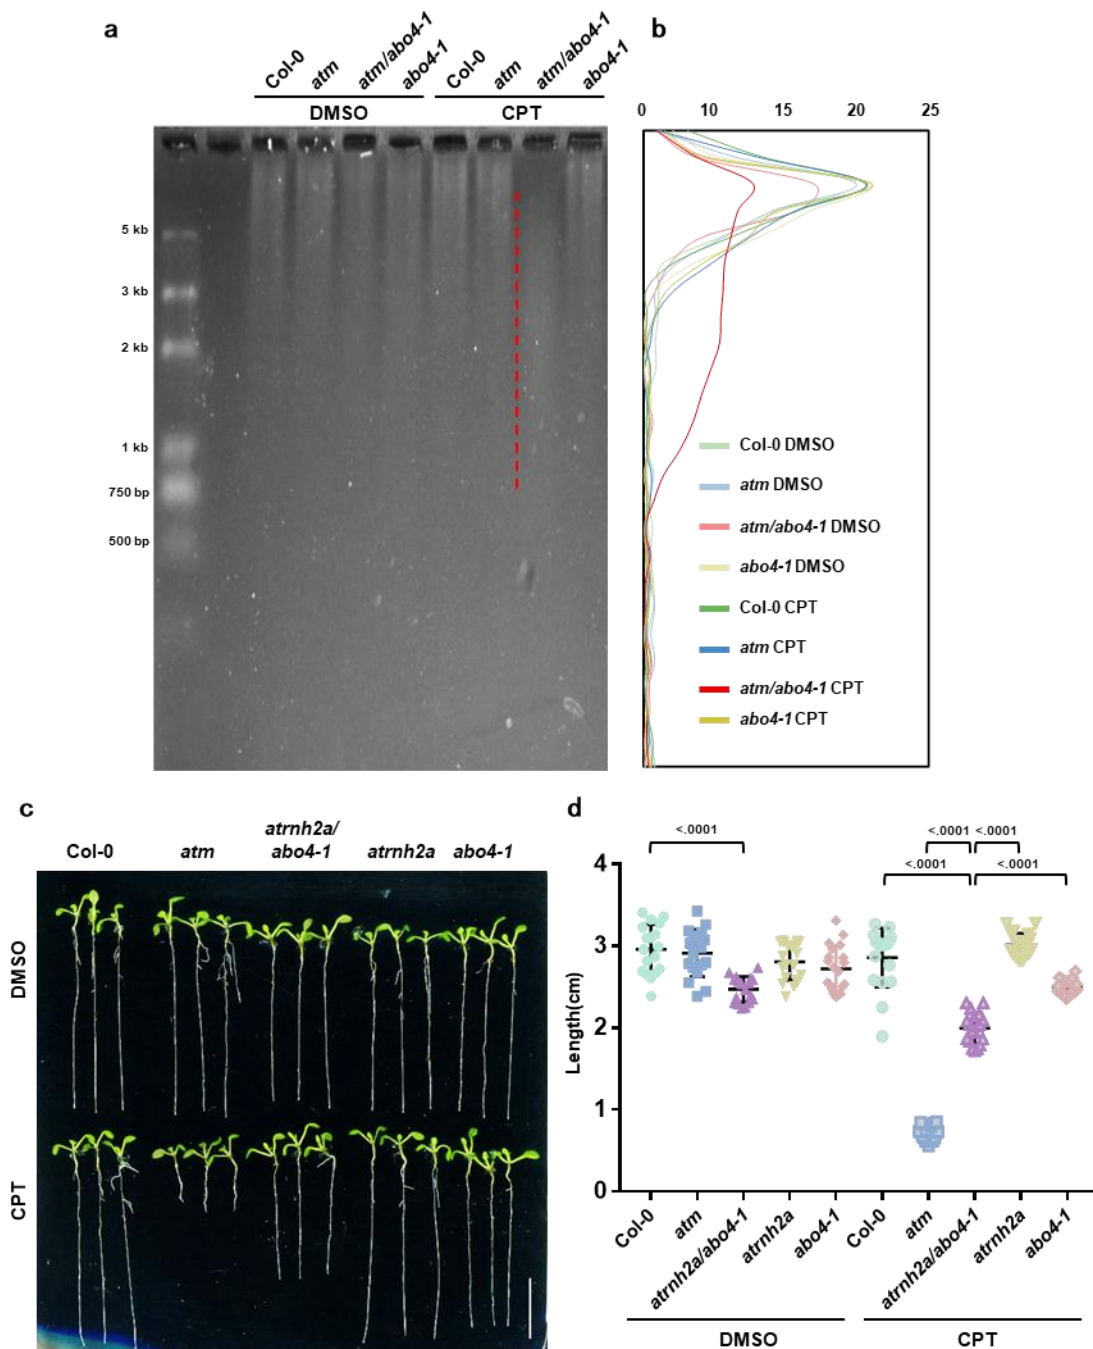 a
Col-0
atm
atm/abo4-1
abo4-1
Col-0
atm
atm/abo4-1
abo4-1
DMSO
CPT
5 kb
3 kb
2 kb
1 kb
750 bp
500 bp
b
0 10 15 20 25
Col-0 DMSO
atm DMSO
atm/abo4-1 DMSO
abo4-1 DMSO
Col-0 CPT
atm CPT
atm/abo4-1 CPT
abo4-1 CPT
c
Col-0
atm
atrnh2a/
abo4-1
atrnh2a
abo4-1
DMSO
CPT
d
<.0001
<.0001
<.0001
<.0001
<.0001
Length(cm)
4
3
2
1
0
Col-0
atm
atrnh2a/abo4-1
atrnh2a
abo4-1
Col-0
atm
atrnh2a/abo4-1
atrnh2a
abo4-1
DMSO
CPT